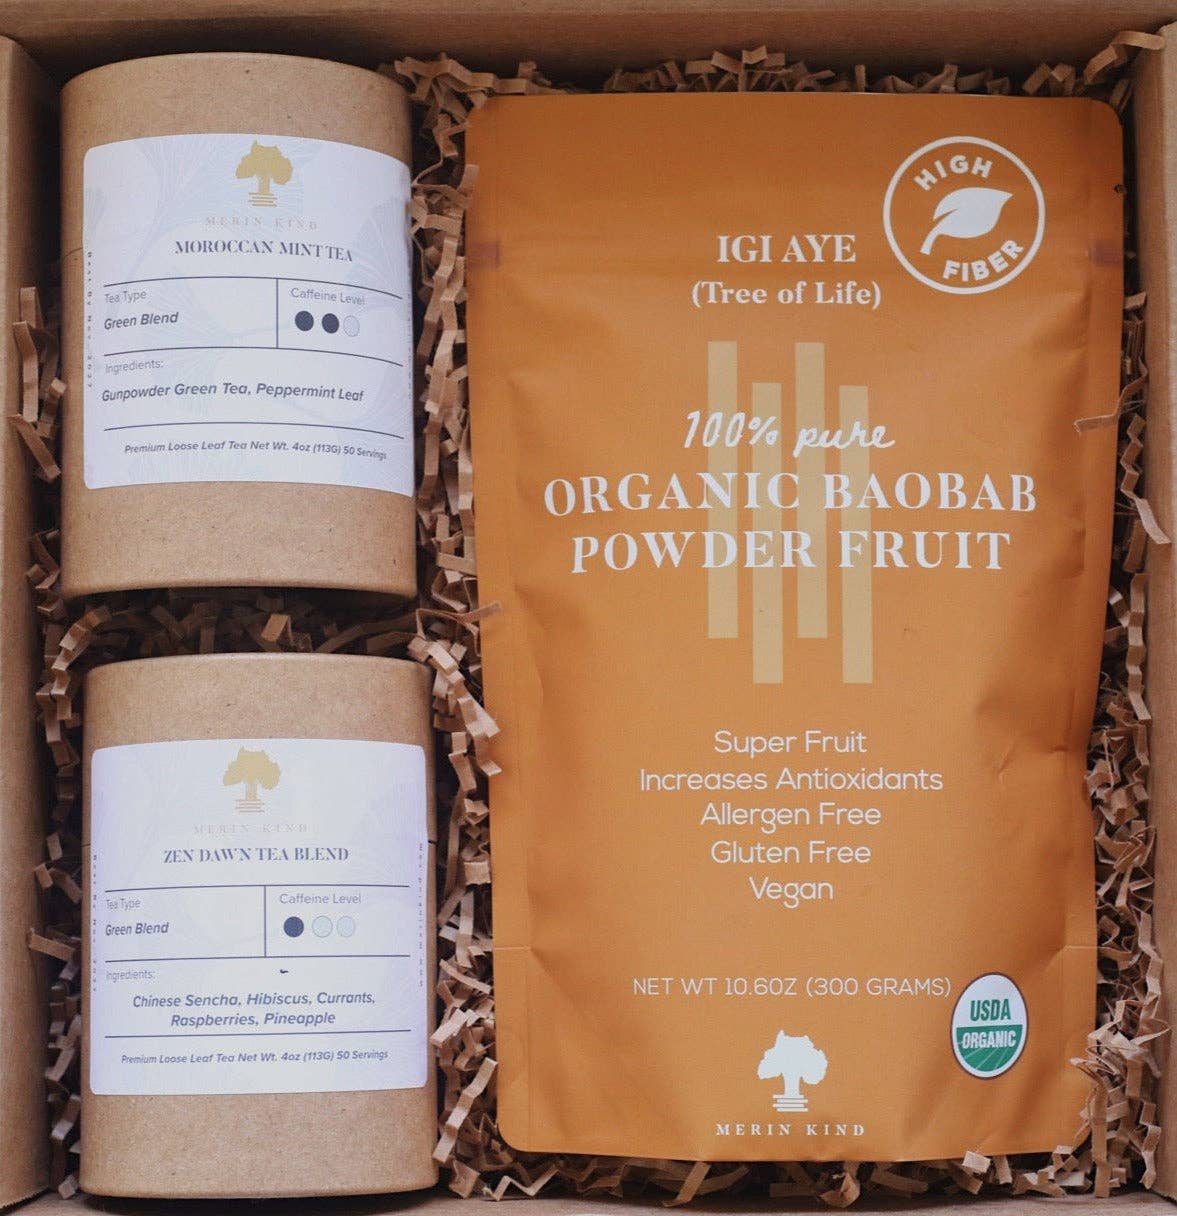 MERIN KIND
MOROCCAN MINT TEA
Tea Type
Green Blend
Caffeine Level
Ingredients:
Gunpowder Green Tea, Peppermint Leaf
Premium Loose Leaf Tea Net Wt. 4oz (113G) 50 Servings
MERIN KIND
ZEN DAWN TEA BLEND
Tea Type
Green Blend
Caffeine Level
Ingredients:
Chinese Sencha, Hibiscus, Currants,
Raspberries, Pineapple
Premium Loose Leaf Tea Net Wt. 4oz (113G) 50 Servings
HIGH
FIBER
IGI AYE
(Tree of Life)
100% pure
ORGANIC BAOBAB
POWDER FRUIT
Super Fruit
Increases Antioxidants
Allergen Free
Gluten Free
Vegan
NET WT 10.6OZ (300 GRAMS)
USDA
ORGANIC
MERIN KIND